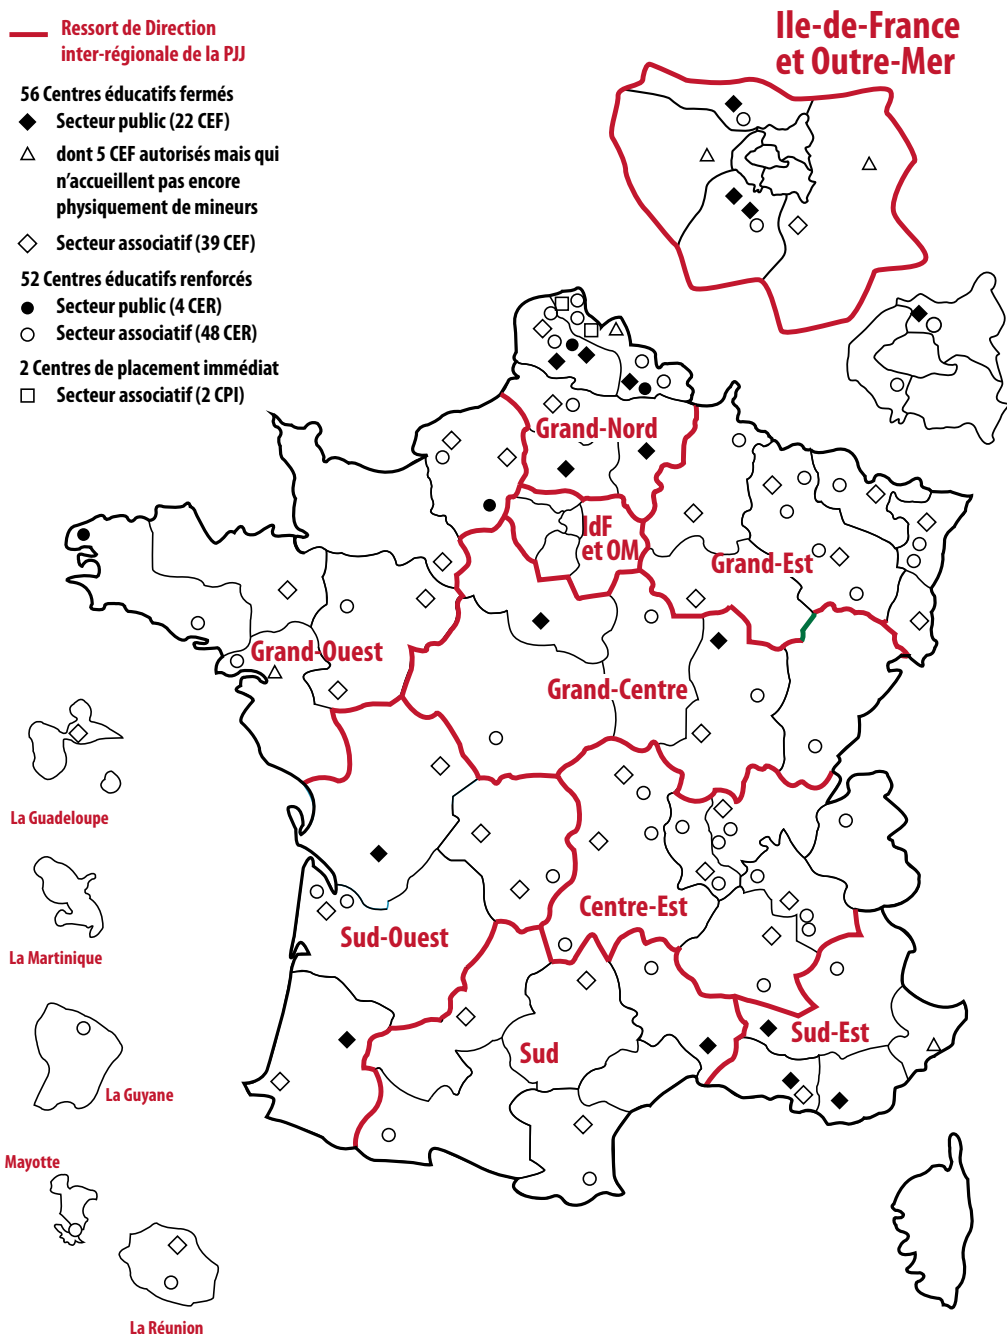 Ressort de Direction
inter-régionale de la PJJ
56 Centres éducatifs fermés
Secteur public (22 CEF)
dont 5 CEF autorisés mais qui
n'accueillent pas encore
physiquement de mineurs
Secteur associatif (39 CEF)
52 Centres éducatifs renforcés
Secteur public (4 CER)
Secteur associatif (48 CER)
2 Centres de placement immédiat
Secteur associatif (2 CPI)
Ile-de-France
et Outre-Mer
Grand-Nord
IdF
et OM
Grand-Est
Grand-Ouest
Grand-Centre
Centre-Est
Sud-Ouest
Sud-Est
Sud
La Guadeloupe
La Martinique
La Guyane
Mayotte
La Réunion